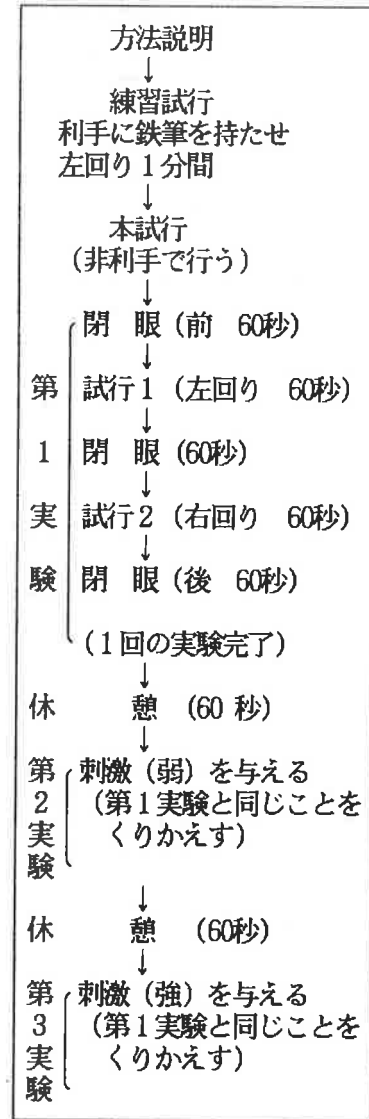 方法説明
↓
練習試行
利手に鉄筆を持たせ
左回り1分間
↓
本試行
(非利手で行う)
↓
閉 眼 (前 60秒)
↓
第 試行1 (左回り 60秒)
↓
1 閉 眼 (60秒)
↓
実 試行2 (右回り 60秒)
↓
験 閉 眼 (後 60秒)
(1回の実験完了)
↓
休 憩 (60 秒)
↓
第2実験 刺激(弱)を与える
(第1実験と同じことを
くりかえす)
↓
休 憩 (60秒)
↓
第3実験 刺激(強)を与える
(第1実験と同じことを
くりかえす)